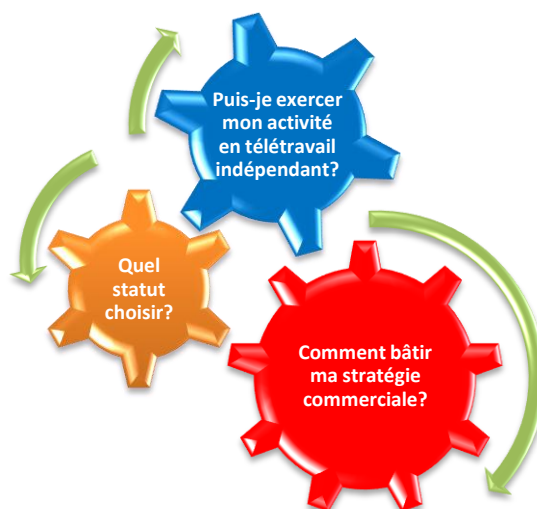 Puis-je exercer
mon activité
en télétravail
indépendant?
Quel
statut
choisir?
Comment bâtir
ma stratégie
commerciale?